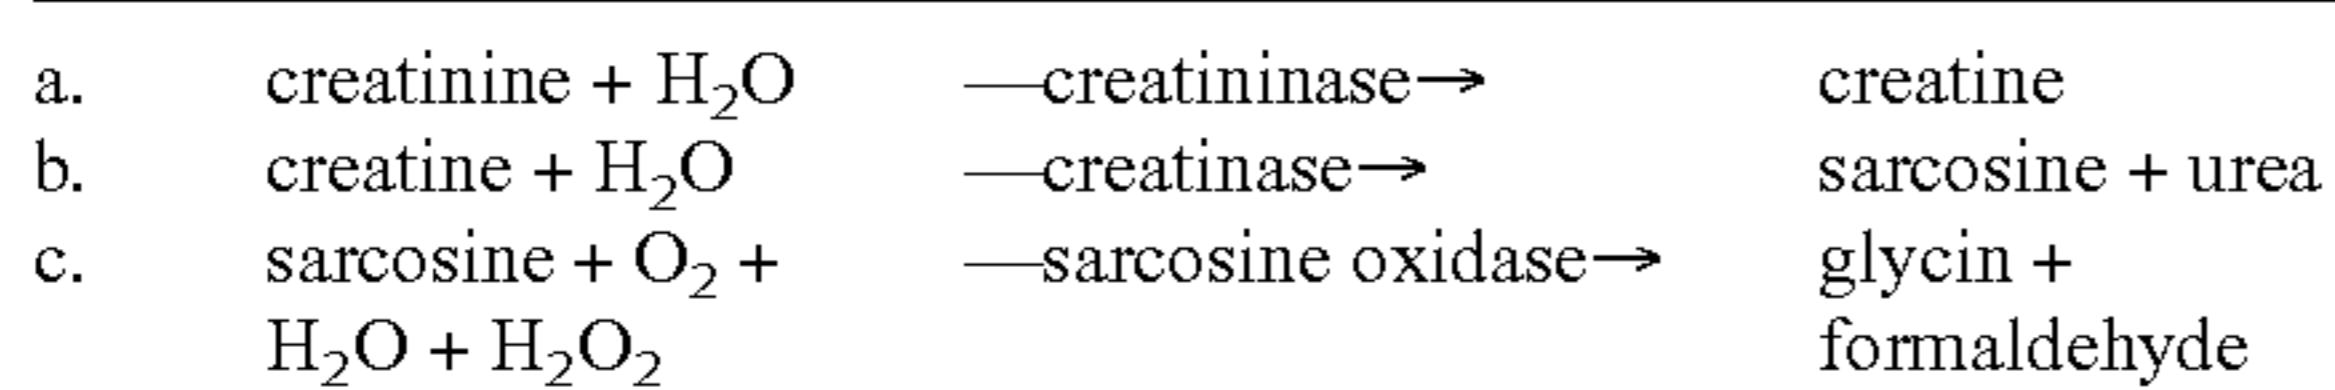 a. creatinine + H₂O —creatininase→ creatine
b. creatine + H₂O —creatinase→ sarcosine + urea
c. sarcosine + O₂ + —sarcosine oxidase→ glycin +
H₂O + H₂O₂ formaldehyde